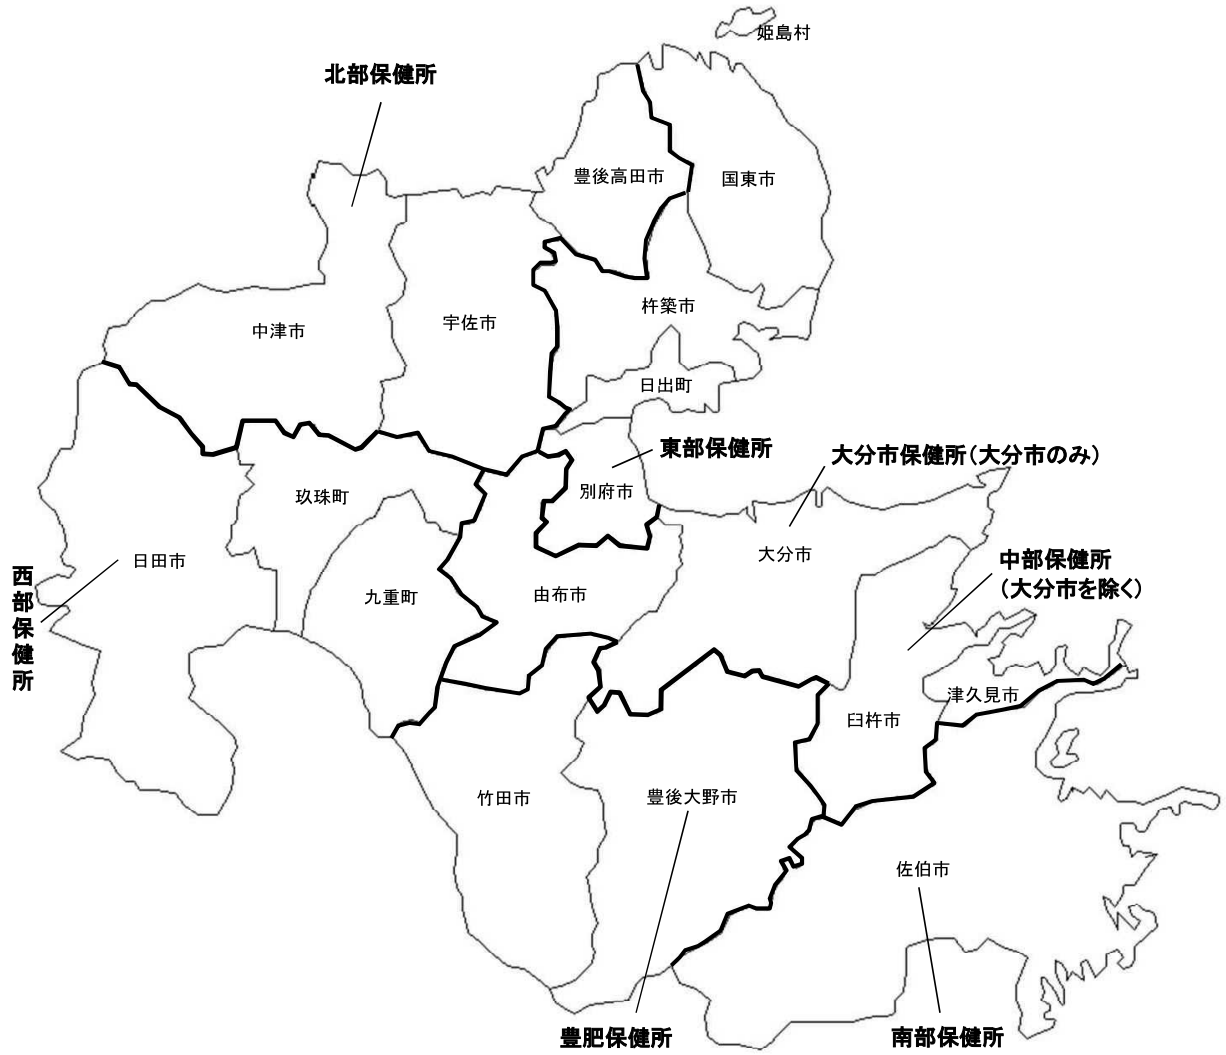 姫島村
北部保健所
豊後高田市
国東市
杵築市
中津市
宇佐市
日出町
東部保健所
大分市保健所(大分市のみ)
玖珠町
別府市
大分市
日田市
中部保健所
(大分市を除く)
西部保健所
九重町
由布市
津久見市
臼杵市
竹田市
豊後大野市
佐伯市
豊肥保健所
南部保健所